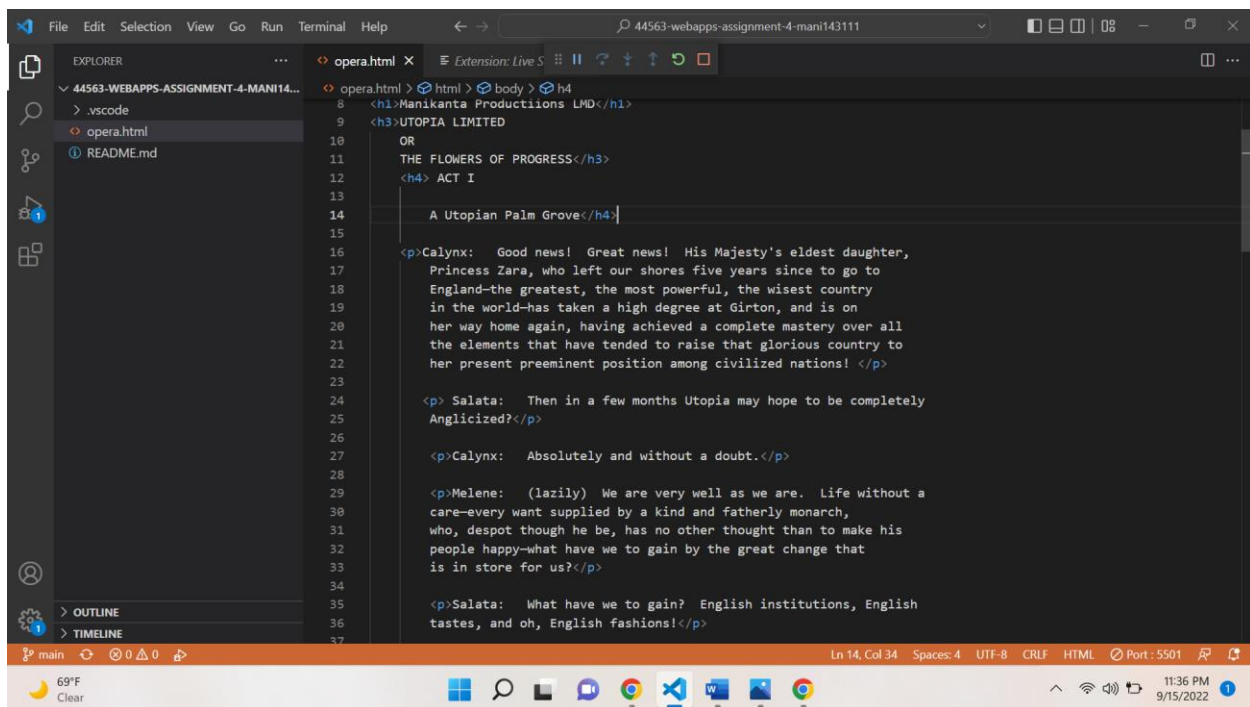 File Edit Selection View Go Run Terminal Help
44563-webapps-assignment-4-mani143111
EXPLORER
44563-WEBAPPS-ASSIGNMENT-4-MANI14...
> .vscode
opera.html
README.md
> OUTLINE
> TIMELINE
opera.html
Extension: Live S
opera.html > html > body > h4
8 <h1>Manikanta Productiions LMD</h1>
9 <h3>UTOPIA LIMITED
10 OR
11 THE FLOWERS OF PROGRESS</h3>
12 <h4> ACT I
13
14 A Utopian Palm Grove</h4>
15
16 <p>Calynx: Good news! Great news! His Majesty's eldest daughter,
17 Princess Zara, who left our shores five years since to go to
18 England—the greatest, the most powerful, the wisest country
19 in the world—has taken a high degree at Girton, and is on
20 her way home again, having achieved a complete mastery over all
21 the elements that have tended to raise that glorious country to
22 her present preeminent position among civilized nations! </p>
23
24 <p> Salata: Then in a few months Utopia may hope to be completely
25 Anglicized?</p>
26
27 <p>Calynx: Absolutely and without a doubt.</p>
28
29 <p>Melene: (lazily) We are very well as we are. Life without a
30 care—every want supplied by a kind and fatherly monarch,
31 who, despot though he be, has no other thought than to make his
32 people happy—what have we to gain by the great change that
33 is in store for us?</p>
34
35 <p>Salata: What have we to gain? English institutions, English
36 tastes, and oh, English fashions!</p>
37
main 0 0 Ln 14, Col 34 Spaces: 4 UTF-8 CRLF HTML Port : 5501
69°F
Clear
11:36 PM
9/15/2022
1